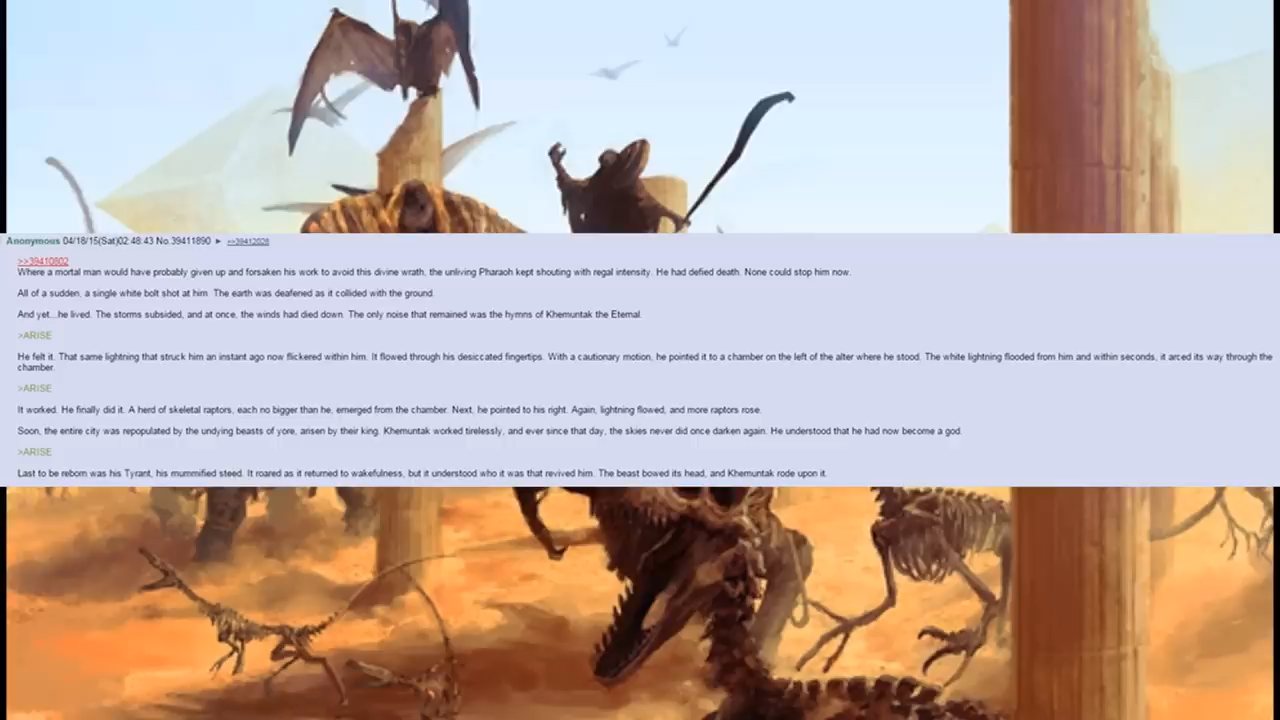 Anonymous 04/18/15(Sat)02:48:43 No.39411890 ► >>39412028
>>39410802
Where a mortal man would have probably given up and forsaken his work to avoid this divine wrath, the unliving Pharaoh kept shouting with regal intensity. He had defied death. None could stop him now.
All of a sudden, a single white bolt shot at him. The earth was deafened as it collided with the ground.
And yet...he lived. The storms subsided, and at once, the winds had died down. The only noise that remained was the hymns of Khemuntak the Eternal.
>ARISE
He felt it. That same lightning that struck him an instant ago now flickered within him. It flowed through his desiccated fingertips. With a cautionary motion, he pointed it to a chamber on the left of the alter where he stood. The white lightning flooded from him and within seconds, it arced its way through the
chamber.
>ARISE
It worked. He finally did it. A herd of skeletal raptors, each no bigger than he, emerged from the chamber. Next, he pointed to his right. Again, lightning flowed, and more raptors rose.
Soon, the entire city was repopulated by the undying beasts of yore, arisen by their king. Khemuntak worked tirelessly, and ever since that day, the skies never did once darken again. He understood that he had now become a god.
>ARISE
Last to be reborn was his Tyrant, his mummified steed. It roared as it returned to wakefulness, but it understood who it was that revived him. The beast bowed its head, and Khemuntak rode upon it.